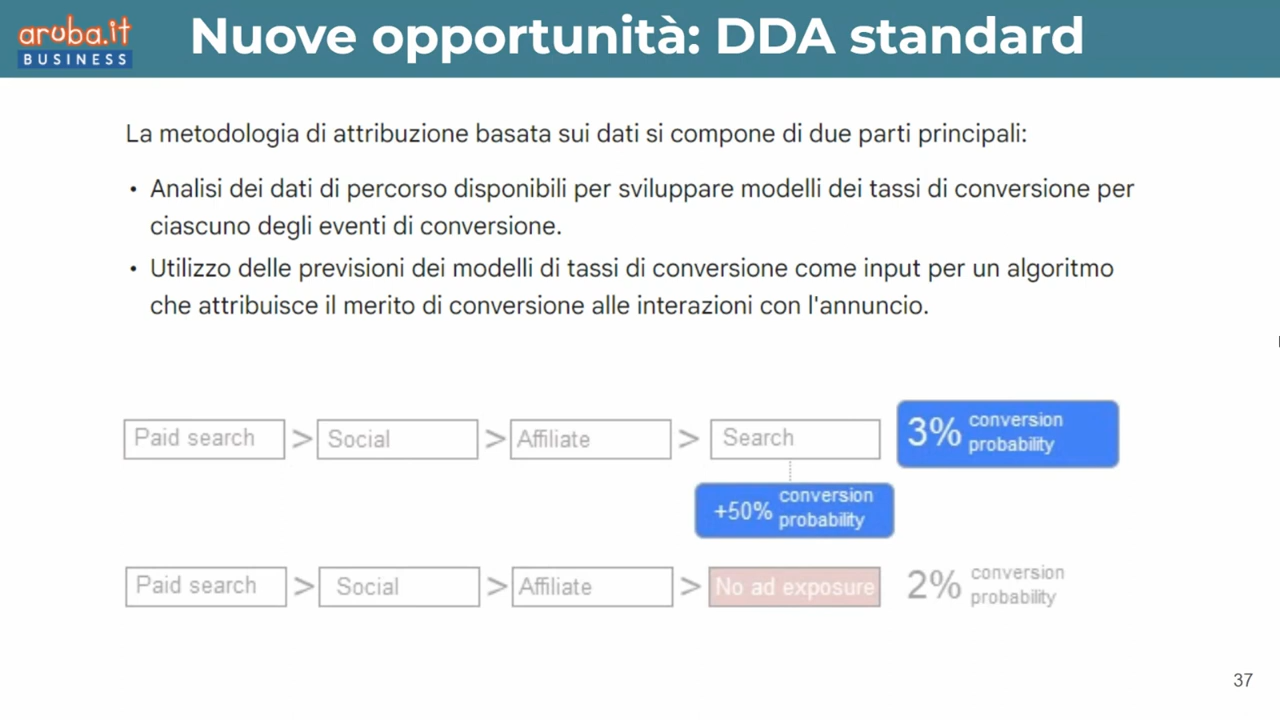 aruba.it
BUSINESS
Nuove opportunità: DDA standard
La metodologia di attribuzione basata sui dati si compone di due parti principali:
• Analisi dei dati di percorso disponibili per sviluppare modelli dei tassi di conversione per
ciascuno degli eventi di conversione.
• Utilizzo delle previsioni dei modelli di tassi di conversione come input per un algoritmo
che attribuisce il merito di conversione alle interazioni con l'annuncio.
Paid search > Social > Affiliate > Search 3% conversion probability
+50% conversion probability
Paid search > Social > Affiliate > No ad exposure 2% conversion probability
37